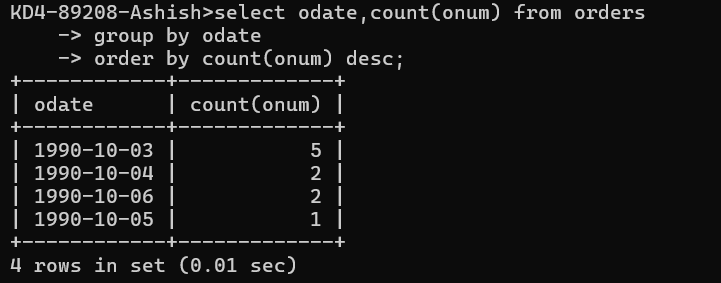 KD4-89208-Ashish>select odate,count(onum) from orders
    -> group by odate
    -> order by count(onum) desc;
+------------+-------------+
| odate      | count(onum) |
+------------+-------------+
| 1990-10-03 |           5 |
| 1990-10-04 |           2 |
| 1990-10-06 |           2 |
| 1990-10-05 |           1 |
+------------+-------------+
4 rows in set (0.01 sec)